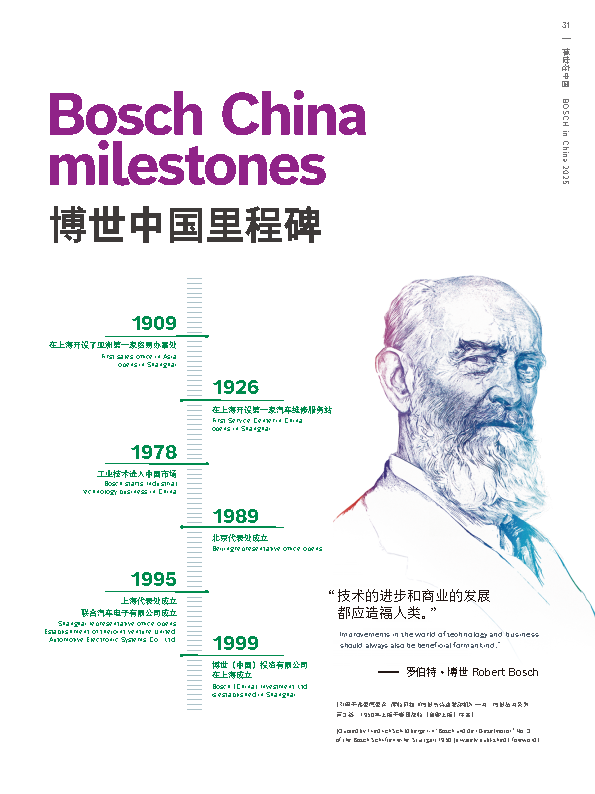 31
博世在中国 BOSCH in China 2025
Bosch China
milestones
博世中国里程碑
1909
在上海开设了亚洲第一家贸易办事处
First sales office in Asia
opens in Shanghai
1926
在上海开设第一家汽车维修服务站
First Service Center in China
opens in Shanghai
1978
工业技术进入中国市场
Bosch starts industrial
technology business in China
1989
北京代表处成立
Beijing representative office opens
1995
上海代表处成立
联合汽车电子有限公司成立
Shanghai representative office opens
Establishment of the joint venture United
Automotive Electronic Systems Co., Ltd.
1999
博世（中国）投资有限公司
在上海成立
Bosch (China) Investment Ltd.
is established in Shanghai
“技术的进步和商业的发展
都应造福人类。”
“Improvements in the world of technology and business
should always also be beneficial for mankind.”
罗伯特·博世 Robert Bosch